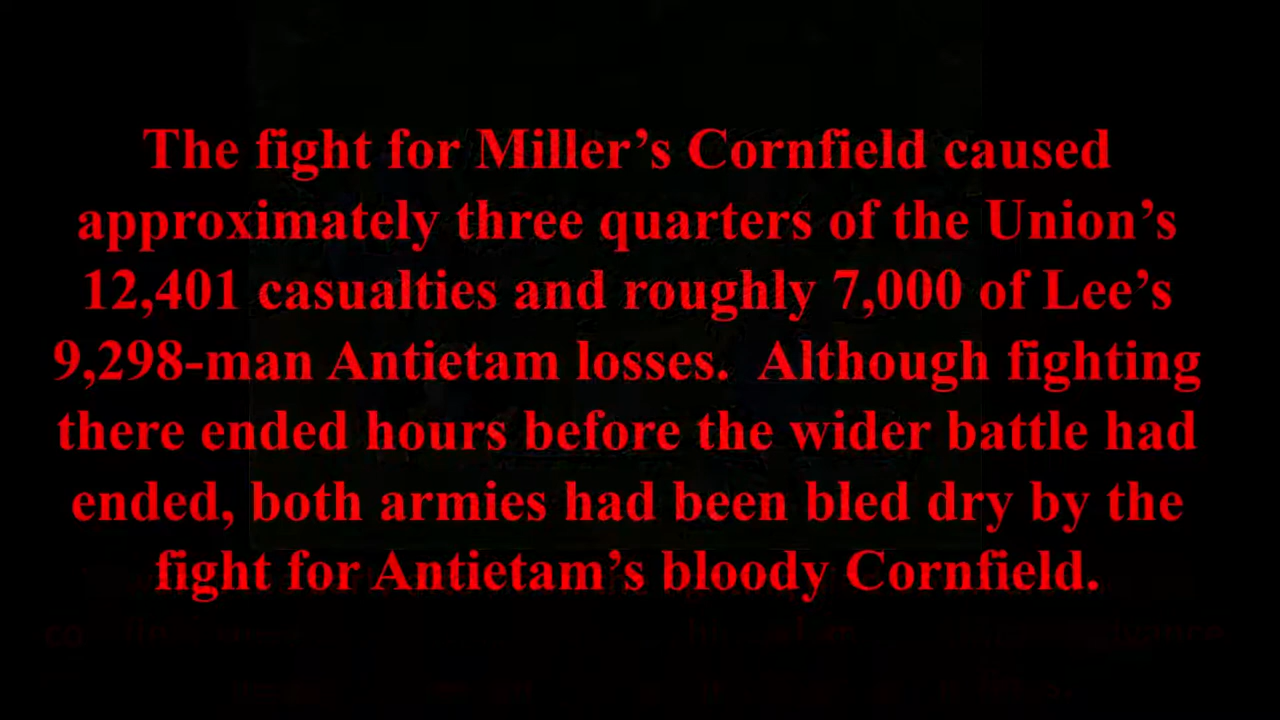 The fight for Miller’s Cornfield caused
approximately three quarters of the Union’s
12,401 casualties and roughly 7,000 of Lee’s
9,298-man Antietam losses.  Although fighting
there ended hours before the wider battle had
ended, both armies had been bled dry by the
fight for Antietam’s bloody Cornfield.